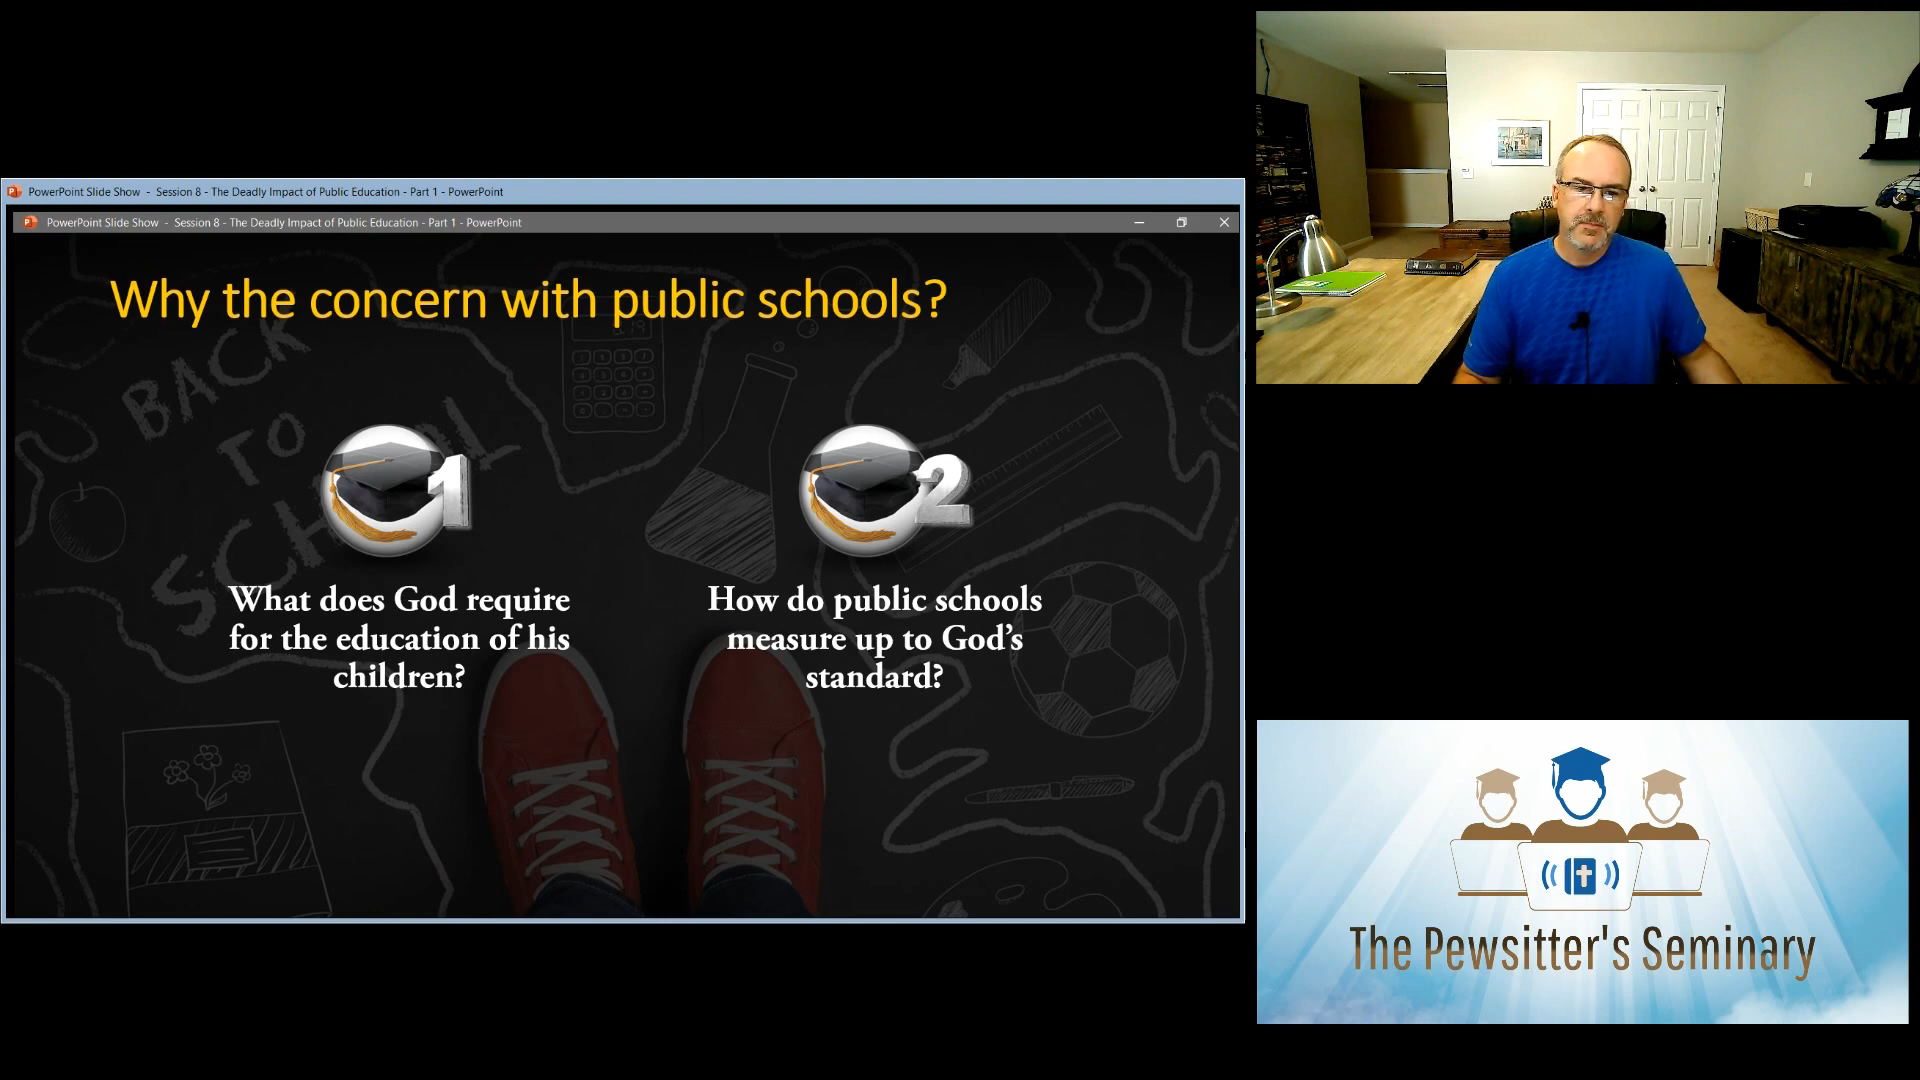 PowerPoint Slide Show - Session 8 - The Deadly Impact of Public Education - Part 1 - PowerPoint
PowerPoint Slide Show - Session 8 - The Deadly Impact of Public Education - Part 1 - PowerPoint
Why the concern with public schools?
BACK
TO
SCHOOL
1
2
What does God require
for the education of his
children?
How do public schools
measure up to God's
standard?
The Pewsitter's Seminary